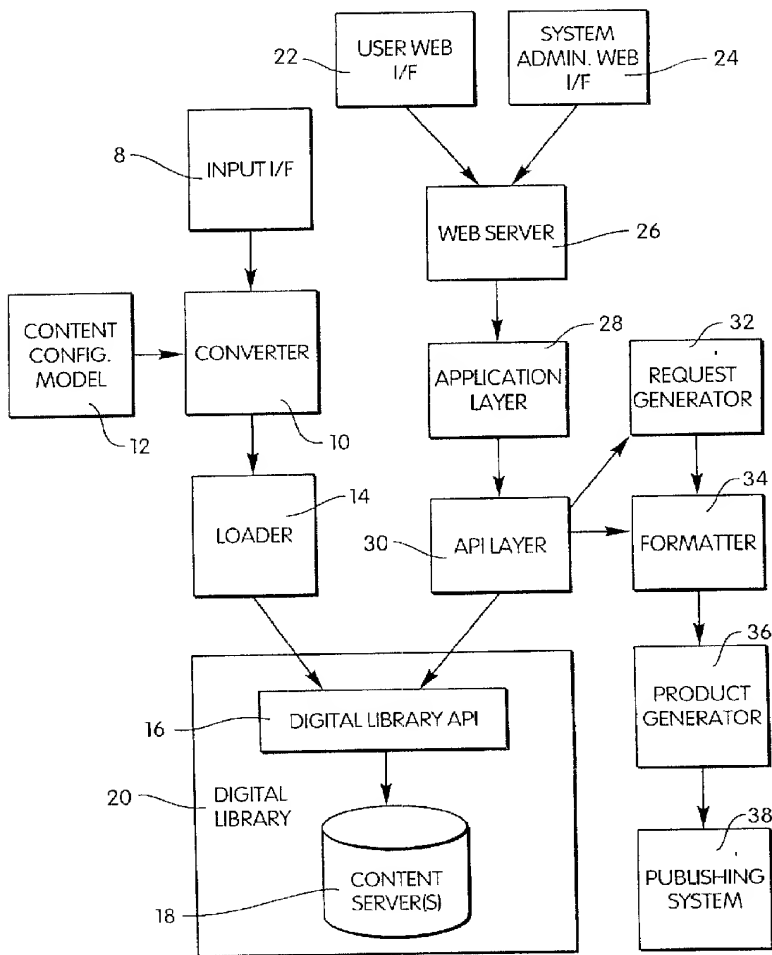 22
USER WEB
I/F
SYSTEM
ADMIN. WEB
I/F
24
8
INPUT I/F
WEB SERVER
26
CONTENT
CONFIG.
MODEL
12
CONVERTER
10
28
APPLICATION
LAYER
32
REQUEST
GENERATOR
14
LOADER
30
API LAYER
34
FORMATTER
16
DIGITAL LIBRARY API
36
PRODUCT
GENERATOR
20
DIGITAL
LIBRARY
18
CONTENT
SERVER(S)
38
PUBLISHING
SYSTEM